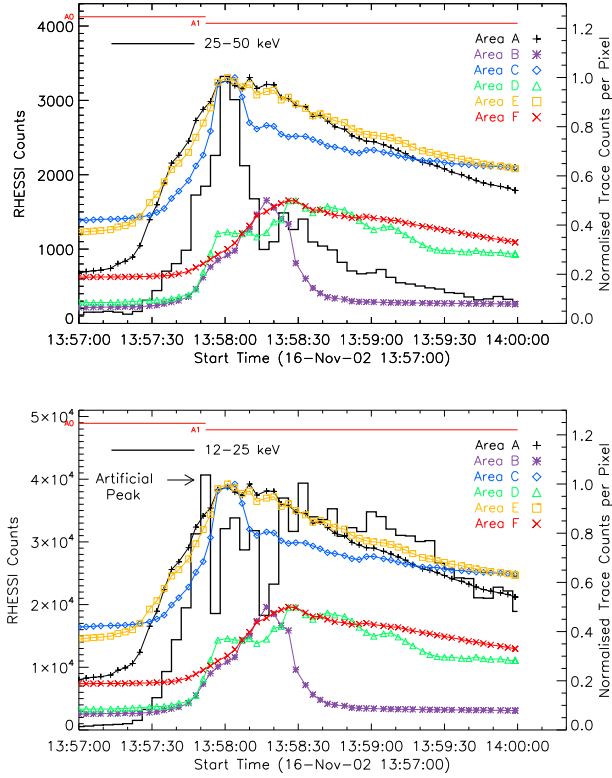 A0
A1
4000
3000
2000
1000
0
RHESSI Counts
25-50 keV
Area A
Area B
Area C
Area D
Area E
Area F
1.2
1.0
0.8
0.6
0.4
0.2
0.0
Normalised Trace Counts per Pixel
13:57:00 13:57:30 13:58:00 13:58:30 13:59:00 13:59:30 14:00:00
Start Time (16-Nov-02 13:57:00)
A0
A1
5×10⁴
4×10⁴
3×10⁴
2×10⁴
1×10⁴
0
RHESSI Counts
12-25 keV
Artificial
Peak
Area A
Area B
Area C
Area D
Area E
Area F
1.2
1.0
0.8
0.6
0.4
0.2
0.0
Normalised Trace Counts per Pixel
13:57:00 13:57:30 13:58:00 13:58:30 13:59:00 13:59:30 14:00:00
Start Time (16-Nov-02 13:57:00)